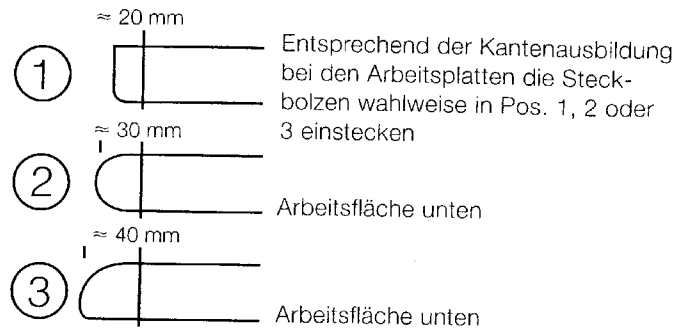 ≈ 20 mm
1
Entsprechend der Kantenausbildung
bei den Arbeitsplatten die Steck-
bolzen wahlweise in Pos. 1, 2 oder
3 einstecken
≈ 30 mm
2
Arbeitsfläche unten
≈ 40 mm
3
Arbeitsfläche unten